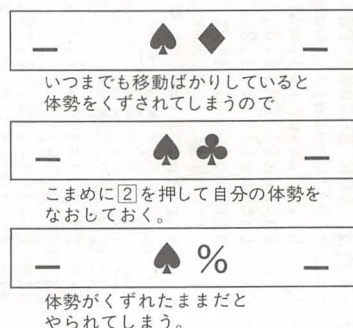 — ♠ ◆ —
いつまでも移動ばかりしていると
体勢をくずされてしまうので
— ♠ ♣ —
こまめに2を押して自分の体勢を
なおしておく。
— ♠ % —
体勢がくずれたままだと
やられてしまう。